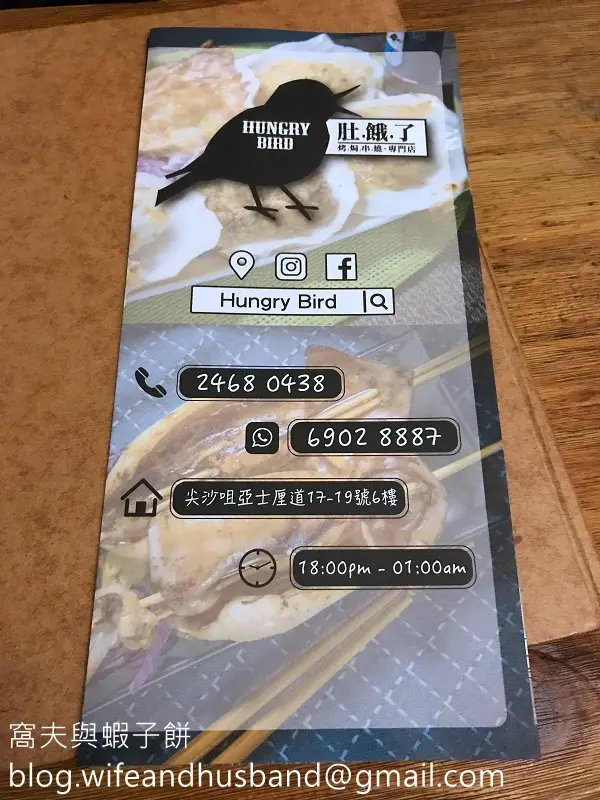 HUNGRY
BIRD
肚.餓.了
烤.焗.串.燒.專門店
Hungry Bird
2468 0438
6902 8887
尖沙咀亞士厘道17-19號6樓
18:00pm - 01:00am
窩夫與蝦子餅
blog.wifeandhusband@gmail.com